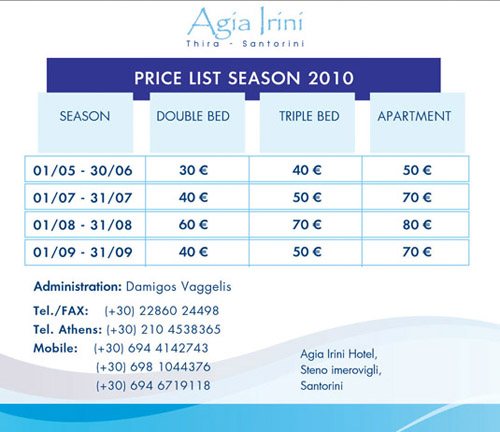 Agia Irini
Thira - Santorini
PRICE LIST SEASON 2010
SEASON DOUBLE BED TRIPLE BED APARTMENT
01/05 - 30/06 30 € 40 € 50 €
01/07 - 31/07 40 € 50 € 70 €
01/08 - 31/08 60 € 70 € 80 €
01/09 - 31/09 40 € 50 € 70 €
Administration: Damigos Vaggelis
Tel./FAX: (+30) 22860 24498
Tel. Athens: (+30) 210 4538365
Mobile: (+30) 694 4142743
(+30) 698 1044376
(+30) 694 6719118
Agia Irini Hotel,
Steno imerovigli,
Santorini